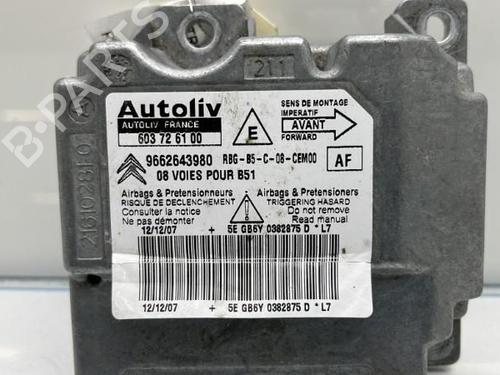 211
Autoliv
AUTOLIV FRANCE
603 72 61 00
E
SENS DE MONTAGE
IMPERATIF
AVANT
FORWARD
9662643980 RBG-B5-C-08-CEM00 AF
08 VOIES POUR B51
Airbags & Pretensionneurs
RISQUE DE DECLENCHEMENT
Consulter la notice
Ne pas démonter
Airbags & Pretensioners
TRIGGERING HASARD
Do not remove
Read manual
12/12/07 + 5E GB6Y 0382875 D * L7
12/12/07 + 5E GB6Y 0382875 D * L7
B-PARTS